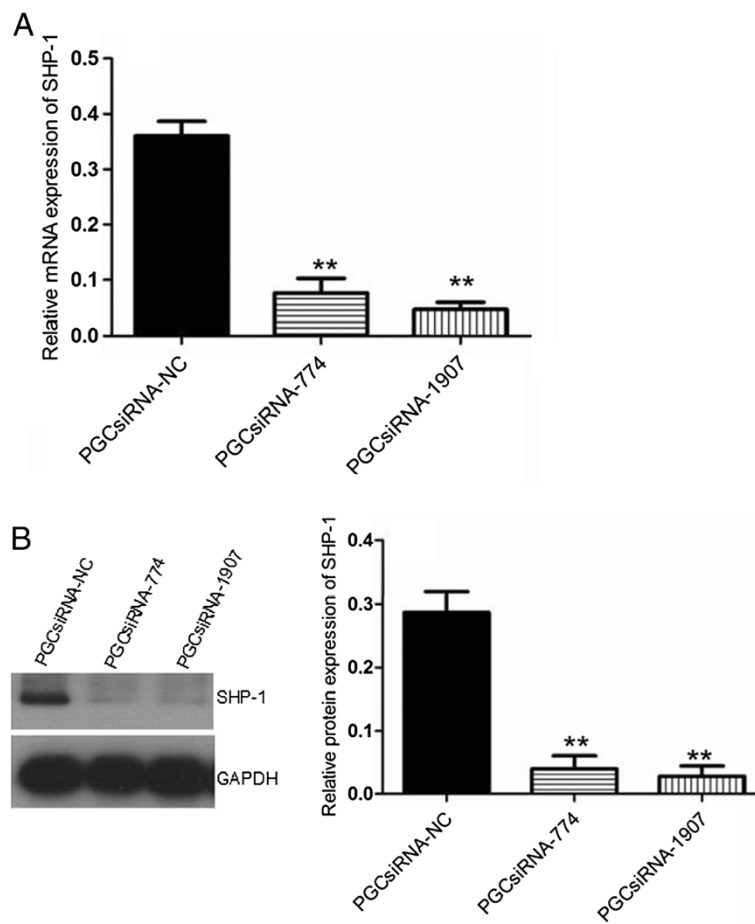 A
Relative mRNA expression of SHP-1
0.5
0.4
0.3
0.2
0.1
0.0
**
**
PGCsiRNA-NC
PGCsiRNA-774
PGCsiRNA-1907
B
PGCsiRNA-NC
PGCsiRNA-774
PGCsiRNA-1907
SHP-1
GAPDH
Relative protein expression of SHP-1
0.4
0.3
0.2
0.1
0.0
**
**
PGCsiRNA-NC
PGCsiRNA-774
PGCsiRNA-1907